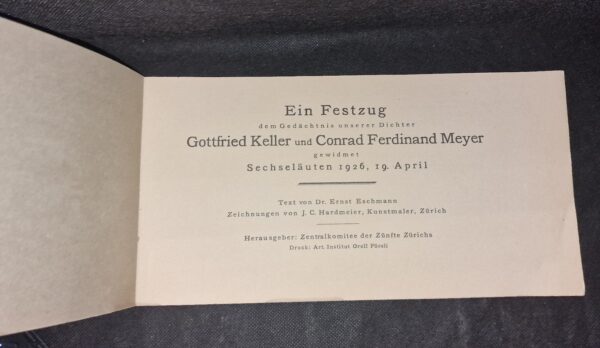 Ein Festzug
dem Gedächtnis unserer Dichter
Gottfried Keller und Conrad Ferdinand Meyer
gewidmet
Sechseläuten 1926, 19. April
Text von Dr. Ernst Eschmann
Zeichnungen von J. C. Hardmeier, Kunstmaler, Zürich
Herausgeber: Zentralkomitee der Zünfte Zürichs
Druck: Art. Institut Orell Füssli